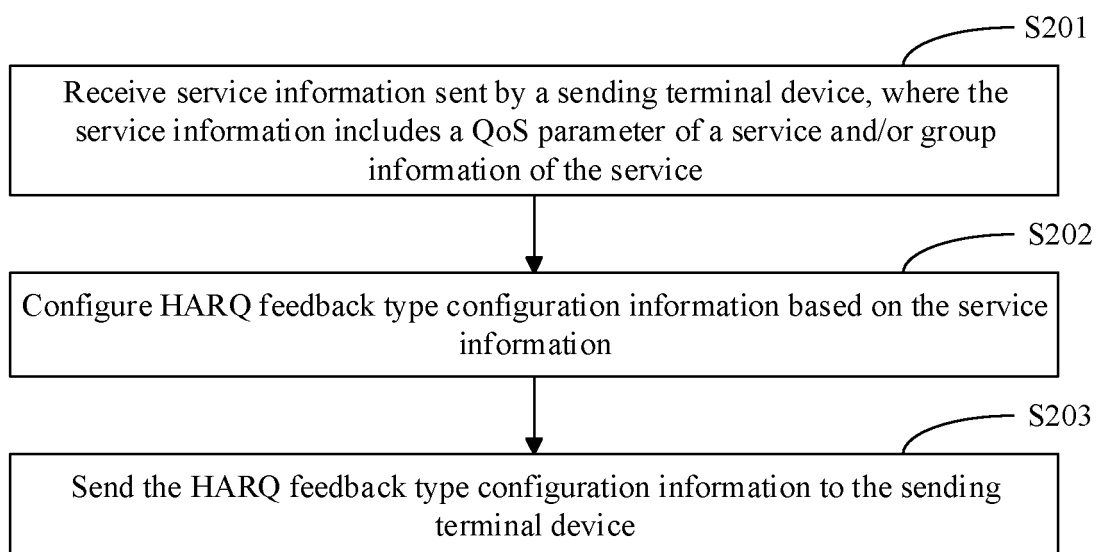 S201
Receive service information sent by a sending terminal device, where the
service information includes a QoS parameter of a service and/or group
information of the service
S202
Configure HARQ feedback type configuration information based on the service
information
S203
Send the HARQ feedback type configuration information to the sending
terminal device